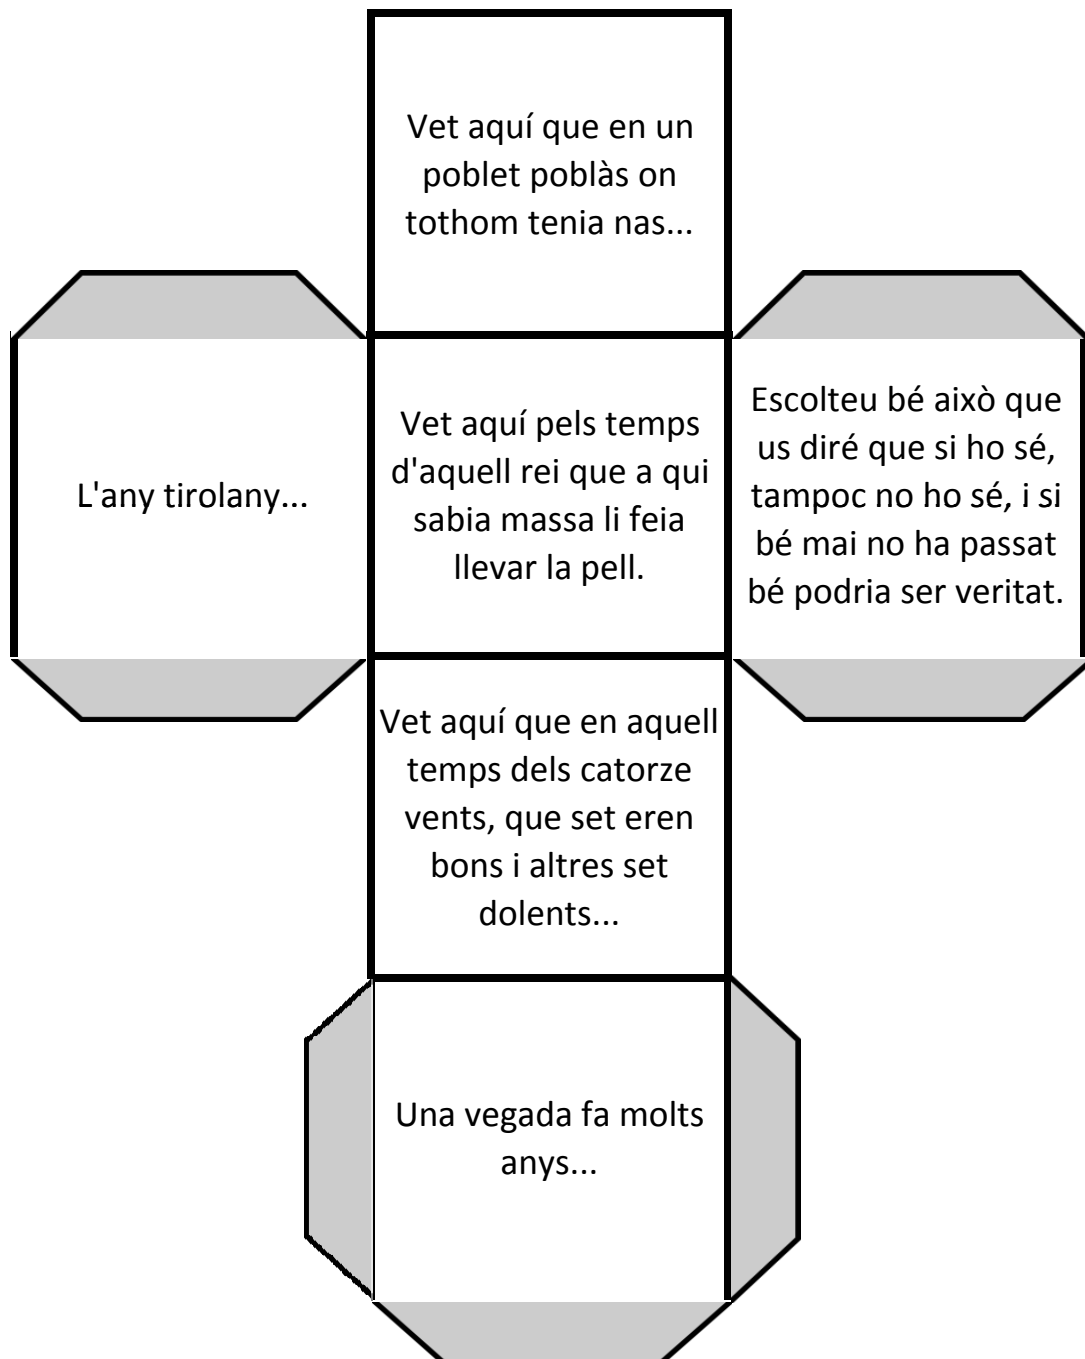 Vet aquí que en un
poblet poblàs on
tothom tenia nas...
L'any tirolany...
Vet aquí pels temps
d'aquell rei que a qui
sabia massa li feia
llevar la pell.
Escolteu bé això que
us diré que si ho sé,
tampoc no ho sé, i si
bé mai no ha passat
bé podria ser veritat.
Vet aquí que en aquell
temps dels catorze
vents, que set eren
bons i altres set
dolents...
Una vegada fa molts
anys...